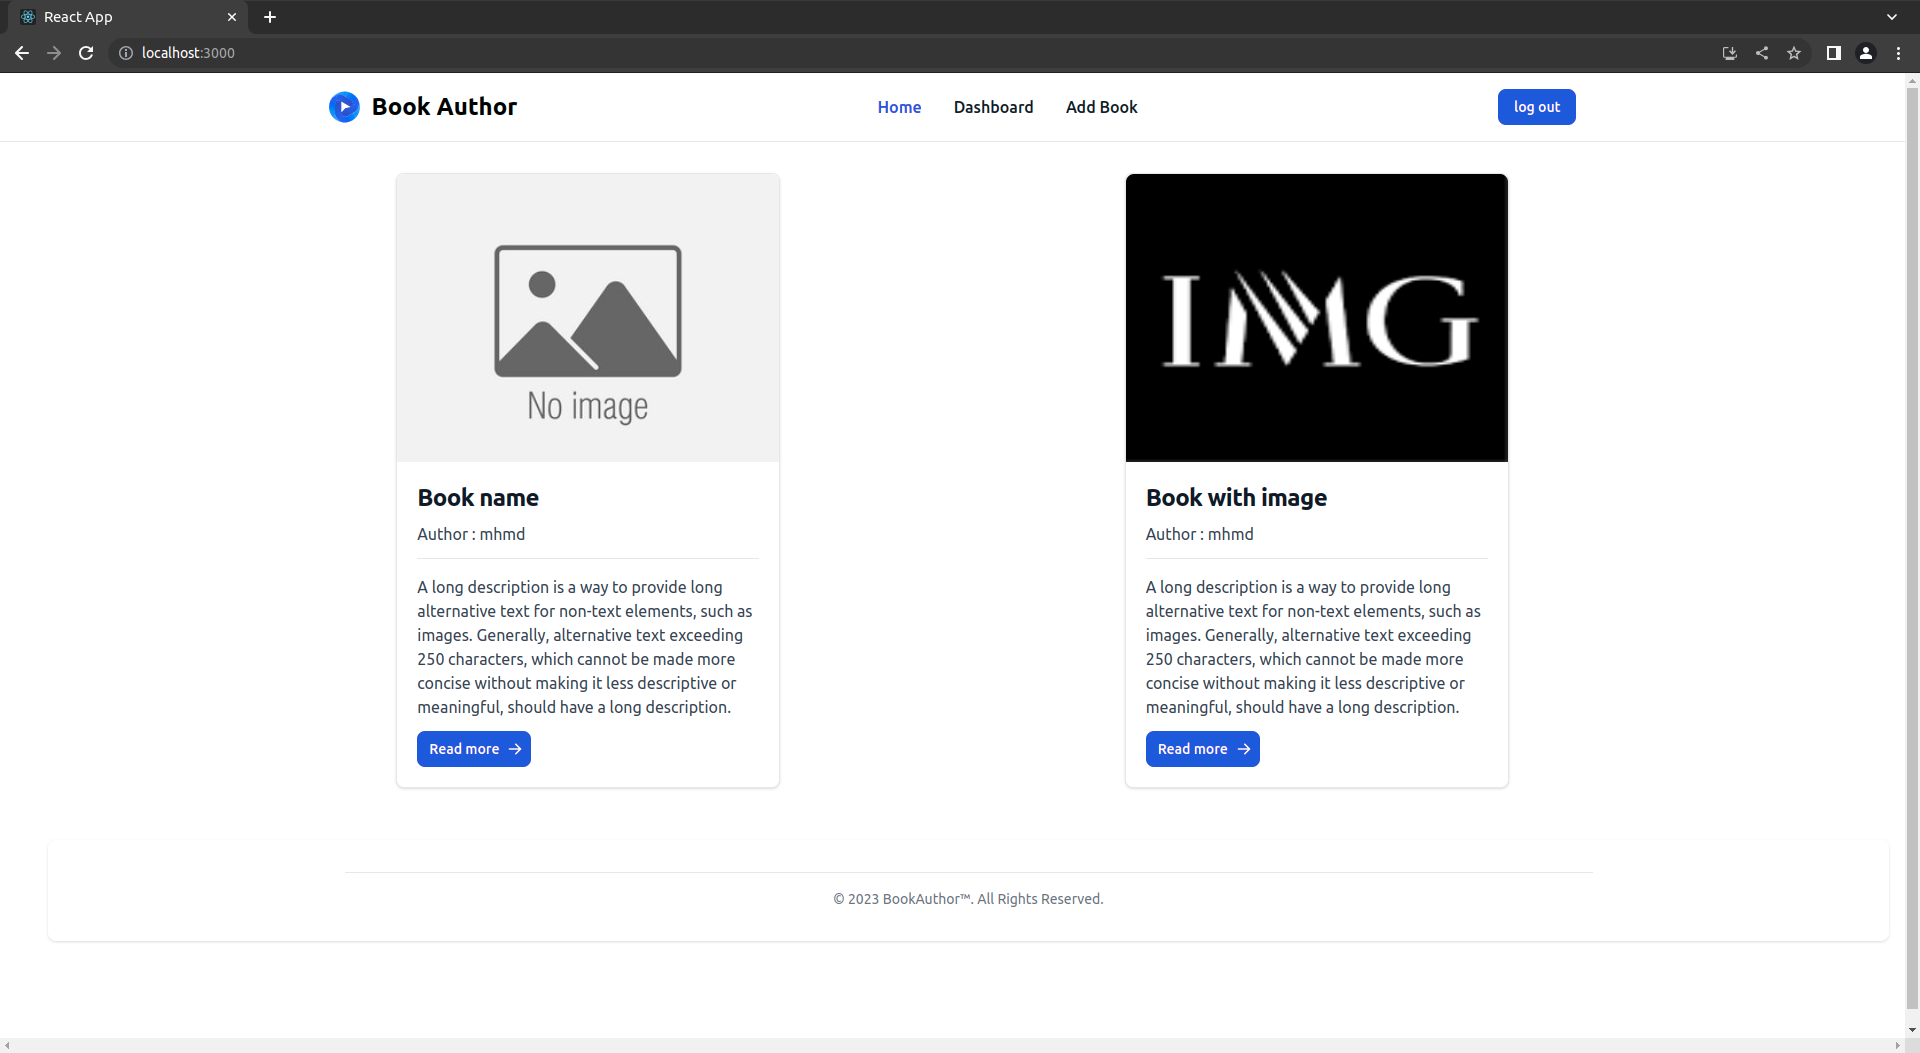 React App
localhost:3000
Book Author
Home
Dashboard
Add Book
log out
No image
Book name
Author : mhmd
A long description is a way to provide long
alternative text for non-text elements, such as
images. Generally, alternative text exceeding
250 characters, which cannot be made more
concise without making it less descriptive or
meaningful, should have a long description.
Read more
IMG
Book with image
Author : mhmd
A long description is a way to provide long
alternative text for non-text elements, such as
images. Generally, alternative text exceeding
250 characters, which cannot be made more
concise without making it less descriptive or
meaningful, should have a long description.
Read more
© 2023 BookAuthor™. All Rights Reserved.